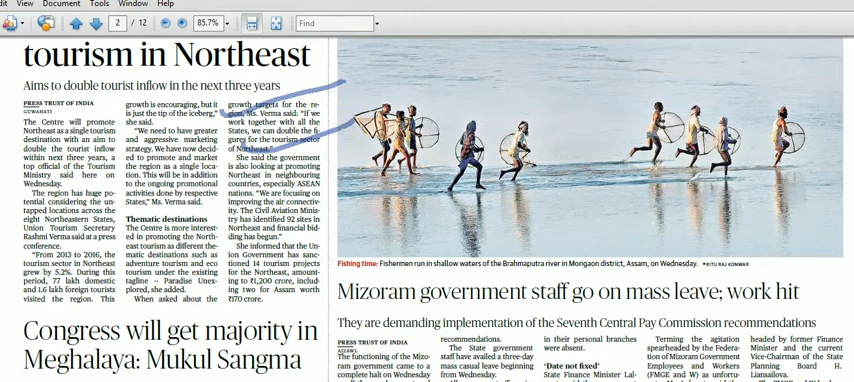 dit View Document Tools Window Help
2 / 12 85.7% Find
tourism in Northeast
Aims to double tourist inflow in the next three years
PRESS TRUST OF INDIA
GUWAHATI
The Centre will promote
Northeast as a single tourism
destination with an aim to
double the tourist inflow
within next three years, a
top official of the Tourism
Ministry said here on
Wednesday.
The region has huge po-
tential considering the un-
tapped locations across the
eight Northeastern States,
Union Tourism Secretary
Rashmi Verma said at a press
conference.
“From 2013 to 2016, the
tourism sector in Northeast
grew by 5.2%. During this
period, 77 lakh domestic
and 1.6 lakh foreign tourists
visited the region. This
growth is encouraging, but it
is just the tip of the iceberg,”
she said.
“We need to have greater
and aggressive marketing
strategy. We have now decid-
ed to promote and market
the region as a single loca-
tion. This will be in addition
to the ongoing promotional
activities done by respective
States,” Ms. Verma said.
Thematic destinations
The Centre is more interest-
ed in promoting the North-
east tourism as different the-
matic destinations such as
adventure tourism and eco
tourism under the existing
tagline – Paradise Unex-
plored, she added.
When asked about the
growth targets for the re-
gion, Ms. Verma said: “If we
work together with all the
States, we can double the fi-
gures for the tourism sector
of Northeast.”
She said the government
is also looking at promoting
Northeast in neighbouring
countries, especially ASEAN
nations. “We are focusing on
improving the air connectiv-
ity. The Civil Aviation Minis-
try has identified 92 sites in
Northeast and financial bid-
ding has begun.”
She informed that the Un-
ion Government has sanc-
tioned 14 tourism projects
for the Northeast, amount-
ing to ₹1,200 crore, includ-
ing two for Assam worth
₹170 crore.
Fishing time: Fishermen run in shallow waters of the Brahmaputra river in Morigaon district, Assam, on Wednesday. RITU RAJ KONWAR
Congress will get majority in
Meghalaya: Mukul Sangma
Mizoram government staff go on mass leave; work hit
They are demanding implementation of the Seventh Central Pay Commission recommendations
PRESS TRUST OF INDIA
AIZAWL
The functioning of the Mizo-
ram government came to a
complete halt on Wednesday
recommendations.
The State government
staff have availed a three-day
mass casual leave beginning
from Wednesday.
in their personal branches
were absent.
‘Date not fixed’
State Finance Minister Lal-
Terming the agitation
spearheaded by the Federa-
tion of Mizoram Government
Employees and Workers
(FMGE and W) as unfortu-
headed by former Finance
Minister and the current
Vice-Chairman of the State
Planning Board H.
Liansailova.